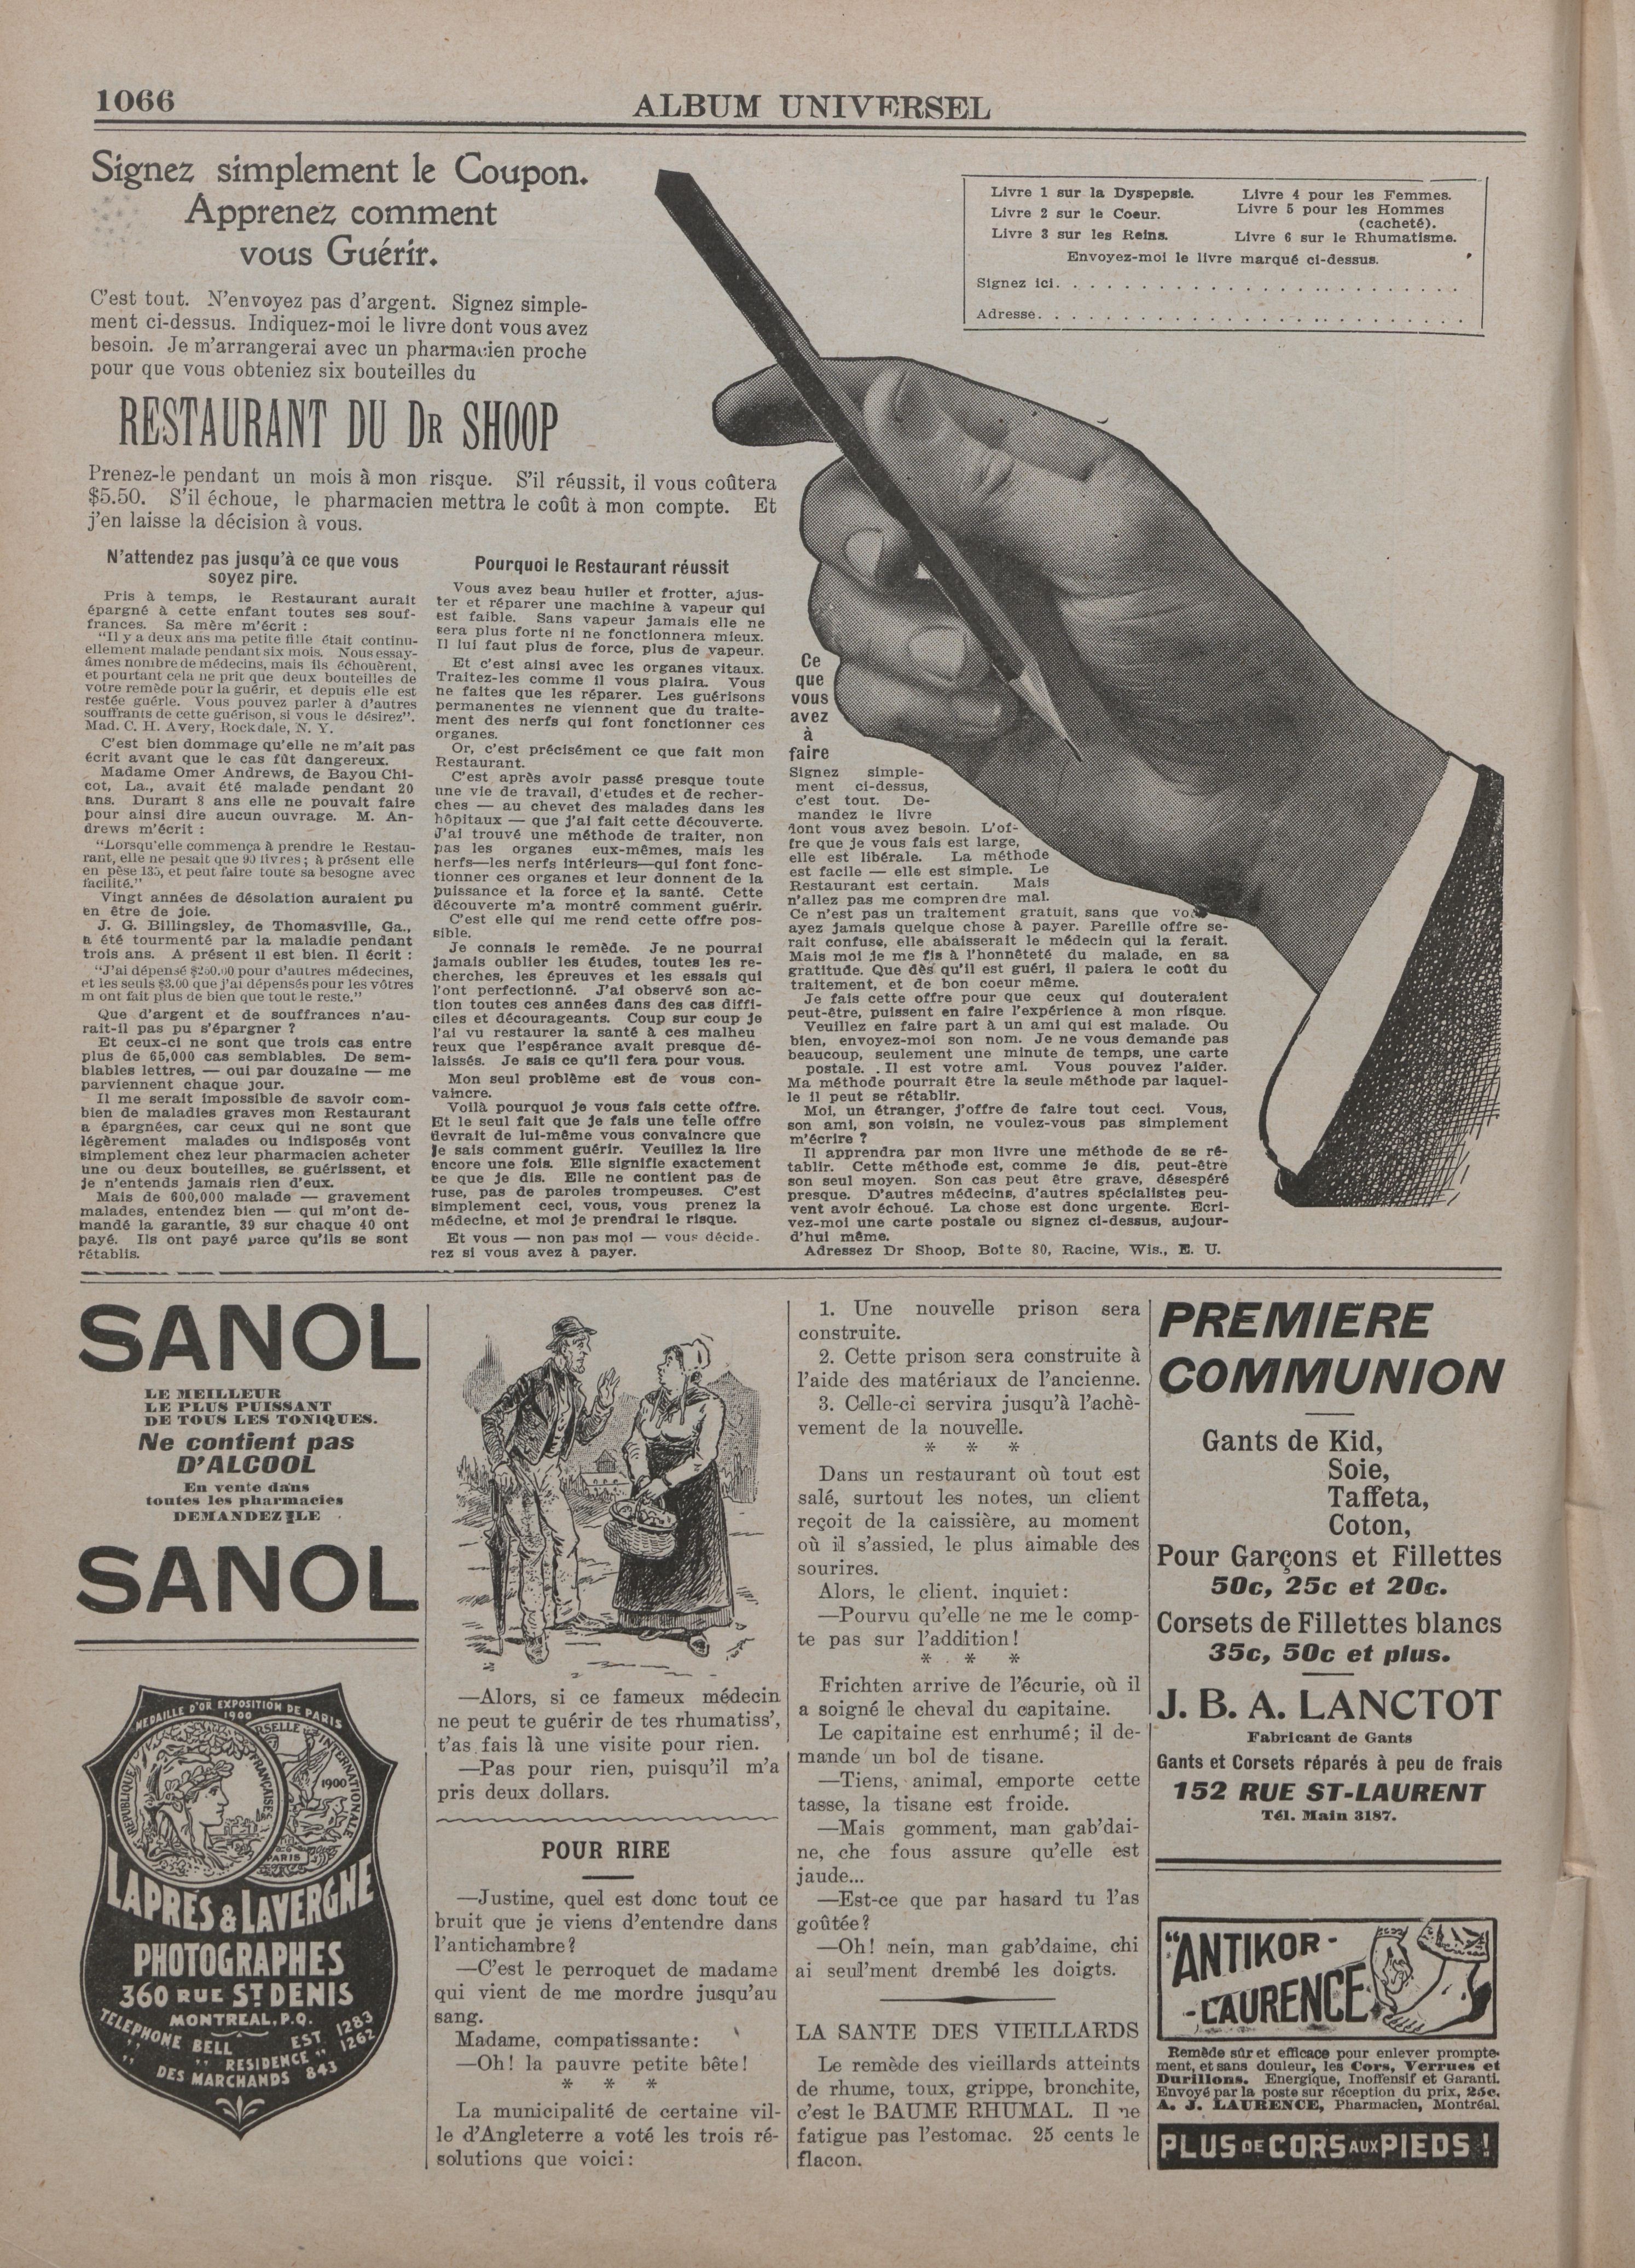 1066
ALBUM UNIVERSEL
Signez simplement le Coupon.
Apprenez comment
vous Guérir.
C'est tout. N'envoyez pas d'argent. Signez simple-
ment ci-dessus. Indiquez-moi le livre dont vous avez
besoin. Je m'arrangerai avec un pharmacien proche
pour que vous obteniez six bouteilles du
RESTAURANT DU DR SHOOP
Prenez-le pendant un mois à mon risque. S'il réussit, il vous coûtera
$5.50. S'il échoue, le pharmacien mettra le coût à mon compte. Et
j'en laisse la décision à vous.
Livre 1 sur la Dyspepsie.
Livre 2 sur le Coeur.
Livre 3 sur les Reins.
Livre 4 pour les Femmes.
Livre 5 pour les Hommes
(cacheté).
Livre 6 sur le Rhumatisme.
Envoyez-moi le livre marqué ci-dessus.
Signez ici. . . . . . . . . . . . . . . . . . . . . . . . . . . .
Adresse. . . . . . . . . . . . . . . . . . . . . . . . . . . . .
N'attendez pas jusqu'à ce que vous
soyez pire.
Pris à temps, le Restaurant aurait
épargné à cette enfant toutes ses souf-
frances. Sa mère m'écrit :
"Il y a deux ans ma petite fille était continu-
ellement malade pendant six mois. Nous essay-
âmes nombre de médecins, mais ils échouèrent,
et pourtant cela ne prit que deux bouteilles de
votre remède pour la guérir, et depuis elle est
restée guérie. Vous pouvez parler à d'autres
souffrants de cette guérison, si vous le désirez".
Mad. C. H. Avery, Rockdale, N. Y.
C'est bien dommage qu'elle ne m'ait pas
écrit avant que le cas fût dangereux.
Madame Omer Andrews, de Bayou Chi-
cot, La., avait été malade pendant 20
ans. Durant 8 ans elle ne pouvait faire
pour ainsi dire aucun ouvrage. M. An-
drews m'écrit :
"Lorsqu'elle commença à prendre le Restau-
rant, elle ne pesait que 90 livres ; à présent elle
en pèse 135, et peut faire toute sa besogne avec
facilité."
Vingt années de désolation auraient pu
en être de joie.
J. G. Billingsley, de Thomasville, Ga.,
a été tourmenté par la maladie pendant
trois ans. A présent il est bien. Il écrit :
"J'ai dépensé $250.00 pour d'autres médecines,
et les seuls $3.00 que j'ai dépensés pour les vôtres
m ont fait plus de bien que tout le reste."
Que d'argent et de souffrances n'au-
rait-il pas pu s'épargner ?
Et ceux-ci ne sont que trois cas entre
plus de 65,000 cas semblables. De sem-
blables lettres, — oui par douzaine — me
parviennent chaque jour.
Il me serait impossible de savoir com-
bien de maladies graves mon Restaurant
a épargnées, car ceux qui ne sont que
légèrement malades ou indisposés vont
simplement chez leur pharmacien acheter
une ou deux bouteilles, se guérissent, et
je n'entends jamais rien d'eux.
Mais de 600,000 malade — gravement
malades, entendez bien — qui m'ont de-
mandé la garantie, 39 sur chaque 40 ont
payé. Ils ont payé parce qu'ils se sont
rétablis.
Pourquoi le Restaurant réussit
Vous avez beau huiler et frotter, ajus-
ter et réparer une machine à vapeur qui
est faible. Sans vapeur jamais elle ne
sera plus forte ni ne fonctionnera mieux.
Il lui faut plus de force, plus de vapeur.
Et c'est ainsi avec les organes vitaux.
Traitez-les comme il vous plaira. Vous
ne faites que les réparer. Les guérisons
permanentes ne viennent que du traite-
ment des nerfs qui font fonctionner ces
organes.
Or, c'est précisément ce que fait mon
Restaurant.
C'est après avoir passé presque toute
une vie de travail, d'etudes et de recher-
ches — au chevet des malades dans les
hôpitaux — que j'ai fait cette découverte.
J'ai trouvé une méthode de traiter, non
pas les organes eux-mêmes, mais les
nerfs—les nerfs intérieurs—qui font fonc-
tionner ces organes et leur donnent de la
puissance et la force et la santé. Cette
découverte m'a montré comment guérir.
C'est elle qui me rend cette offre pos-
sible.
Je connais le remède. Je ne pourrai
jamais oublier les études, toutes les re-
cherches, les épreuves et les essais qui
l'ont perfectionné. J'ai observé son ac-
tion toutes ces années dans des cas diffi-
ciles et décourageants. Coup sur coup je
l'ai vu restaurer la santé à ces malheu
reux que l'espérance avait presque dé-
laissés. Je sais ce qu'il fera pour vous.
Mon seul problème est de vous con-
vaincre.
Voilà pourquoi je vous fais cette offre.
Et le seul fait que je fais une telle offre
devrait de lui-même vous convaincre que
je sais comment guérir. Veuillez la lire
encore une fois. Elle signifie exactement
ce que je dis. Elle ne contient pas de
ruse, pas de paroles trompeuses. C'est
simplement ceci, vous, vous prenez la
médecine, et moi je prendrai le risque.
Et vous — non pas moi — vous décide-
rez si vous avez à payer.
Ce
que
vous
avez
à
faire
Signez simple-
ment ci-dessus,
c'est tout. De-
mandez le livre
dont vous avez besoin. L'of-
fre que je vous fais est large,
elle est libérale. La méthode
est facile — elle est simple. Le
Restaurant est certain. Mais
n'allez pas me comprendre mal.
Ce n'est pas un traitement gratuit, sans que vous
ayez jamais quelque chose à payer. Pareille offre se-
rait confuse, elle abaisserait le médecin qui la ferait.
Mais moi je me fis à l'honnêteté du malade, en sa
gratitude. Que dès qu'il est guéri, il paiera le coût du
traitement, et de bon coeur même.
Je fais cette offre pour que ceux qui douteraient
peut-être, puissent en faire l'expérience à mon risque.
Veuillez en faire part à un ami qui est malade. Ou
bien, envoyez-moi son nom. Je ne vous demande pas
beaucoup, seulement une minute de temps, une carte
postale. . Il est votre ami. Vous pouvez l'aider.
Ma méthode pourrait être la seule méthode par laquel-
le il peut se rétablir.
Moi, un étranger, j'offre de faire tout ceci. Vous,
son ami, son voisin, ne voulez-vous pas simplement
m'écrire ?
Il apprendra par mon livre une méthode de se ré-
tablir. Cette méthode est, comme je dis, peut-être
son seul moyen. Son cas peut être grave, désespéré
presque. D'autres médecins, d'autres spécialistes peu-
vent avoir échoué. La chose est donc urgente. Ecri-
vez-moi une carte postale ou signez ci-dessus, aujour-
d'hui même.
Adressez Dr Shoop, Boîte 80, Racine, Wis., E. U.
SANOL
LE MEILLEUR
LE PLUS PUISSANT
DE TOUS LES TONIQUES.
Ne contient pas
D'ALCOOL
En vente dans
toutes les pharmacies
DEMANDEZ LE
SANOL
MEDAILLE D'OR EXPOSITION DE PARIS
1900
REPUBLIQUE FRANÇAISE
RSELLE INTERNATIONALE
1900
PARIS
LAPRES & LAVERGNE
PHOTOGRAPHES
360 RUE ST DENIS
MONTREAL, P.Q.
TELEPHONE BELL EST 1283
" " RESIDENCE " 1262
" DES MARCHANDS 843
—Alors, si ce fameux médecin
ne peut te guérir de tes rhumatiss',
t'as fais là une visite pour rien.
—Pas pour rien, puisqu'il m'a
pris deux dollars.
POUR RIRE
—Justine, quel est donc tout ce
bruit que je viens d'entendre dans
l'antichambre?
—C'est le perroquet de madame
qui vient de me mordre jusqu'au
sang.
Madame, compatissante:
—Oh! la pauvre petite bête!
* * *
La municipalité de certaine vil-
le d'Angleterre a voté les trois ré-
solutions que voici:
1. Une nouvelle prison sera
construite.
2. Cette prison sera construite à
l'aide des matériaux de l'ancienne.
3. Celle-ci servira jusqu'à l'achè-
vement de la nouvelle.
* * *
Dans un restaurant où tout est
salé, surtout les notes, un client
reçoit de la caissière, au moment
où il s'assied, le plus aimable des
sourires.
Alors, le client, inquiet:
—Pourvu qu'elle ne me le comp-
te pas sur l'addition!
* * *
Frichten arrive de l'écurie, où il
a soigné le cheval du capitaine.
Le capitaine est enrhumé; il de-
mande un bol de tisane.
—Tiens, animal, emporte cette
tasse, la tisane est froide.
—Mais gomment, man gab'dai-
ne, che fous assure qu'elle est
jaude...
—Est-ce que par hasard tu l'as
goûtée?
—Oh! nein, man gab'daine, chi
ai seul'ment drembé les doigts.
LA SANTE DES VIEILLARDS
Le remède des vieillards atteints
de rhume, toux, grippe, bronchite,
c'est le BAUME RHUMAL. Il ne
fatigue pas l'estomac. 25 cents le
flacon.
PREMIERE
COMMUNION
Gants de Kid,
Soie,
Taffeta,
Coton,
Pour Garçons et Fillettes
50c, 25c et 20c.
Corsets de Fillettes blancs
35c, 50c et plus.
J. B. A. LANCTOT
Fabricant de Gants
Gants et Corsets réparés à peu de frais
152 RUE ST-LAURENT
Tél. Main 3187.
"ANTIKOR-
-LAURENCE
Remède sûr et efficace pour enlever prompte-
ment, et sans douleur, les Cors, Verrues et
Durillons. Energique, Inoffensif et Garanti.
Envoyé par la poste sur réception du prix, 25c.
A. J. LAURENCE, Pharmacien, Montréal.
PLUS DE CORS AUX PIEDS !